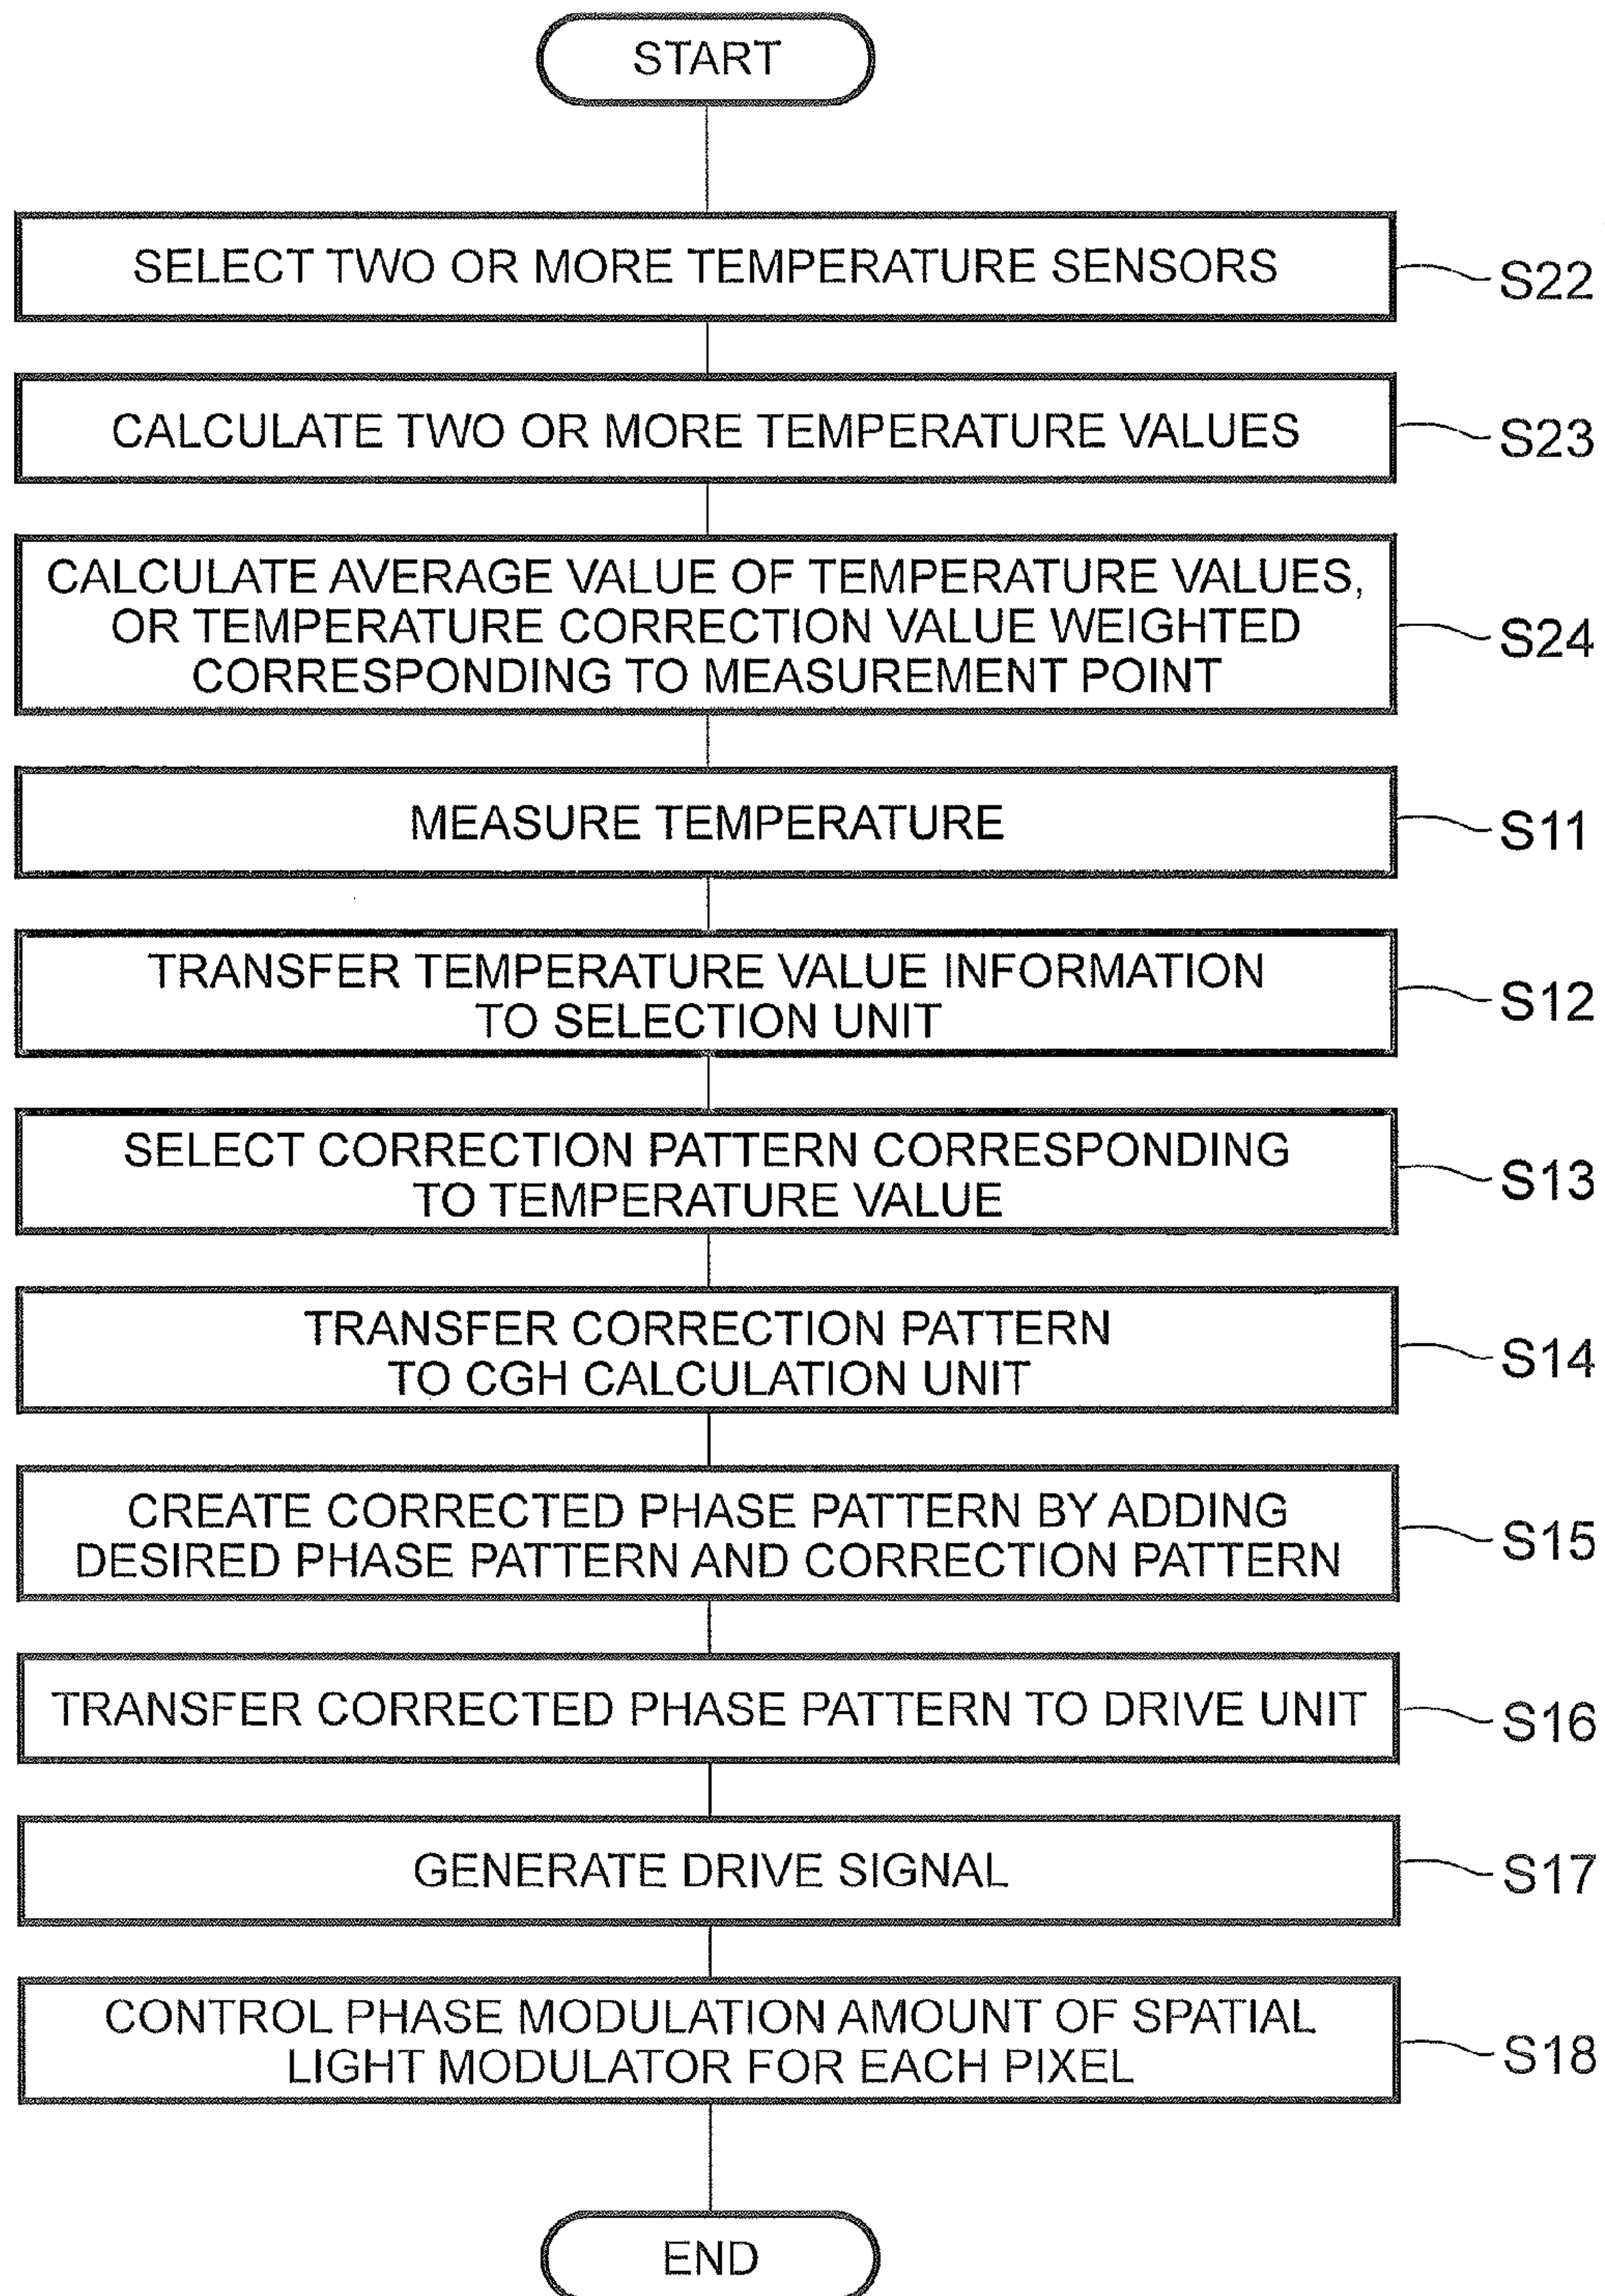 START
SELECT TWO OR MORE TEMPERATURE SENSORS
S22
CALCULATE TWO OR MORE TEMPERATURE VALUES
S23
CALCULATE AVERAGE VALUE OF TEMPERATURE VALUES,
OR TEMPERATURE CORRECTION VALUE WEIGHTED
CORRESPONDING TO MEASUREMENT POINT
S24
MEASURE TEMPERATURE
S11
TRANSFER TEMPERATURE VALUE INFORMATION
TO SELECTION UNIT
S12
SELECT CORRECTION PATTERN CORRESPONDING
TO TEMPERATURE VALUE
S13
TRANSFER CORRECTION PATTERN
TO CGH CALCULATION UNIT
S14
CREATE CORRECTED PHASE PATTERN BY ADDING
DESIRED PHASE PATTERN AND CORRECTION PATTERN
S15
TRANSFER CORRECTED PHASE PATTERN TO DRIVE UNIT
S16
GENERATE DRIVE SIGNAL
S17
CONTROL PHASE MODULATION AMOUNT OF SPATIAL
LIGHT MODULATOR FOR EACH PIXEL
S18
END